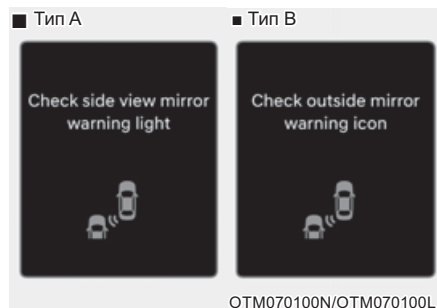 ■ Тип A
■ Тип B
Check side view mirror
warning light
Check outside mirror
warning icon
OTM070100N/OTM070100L